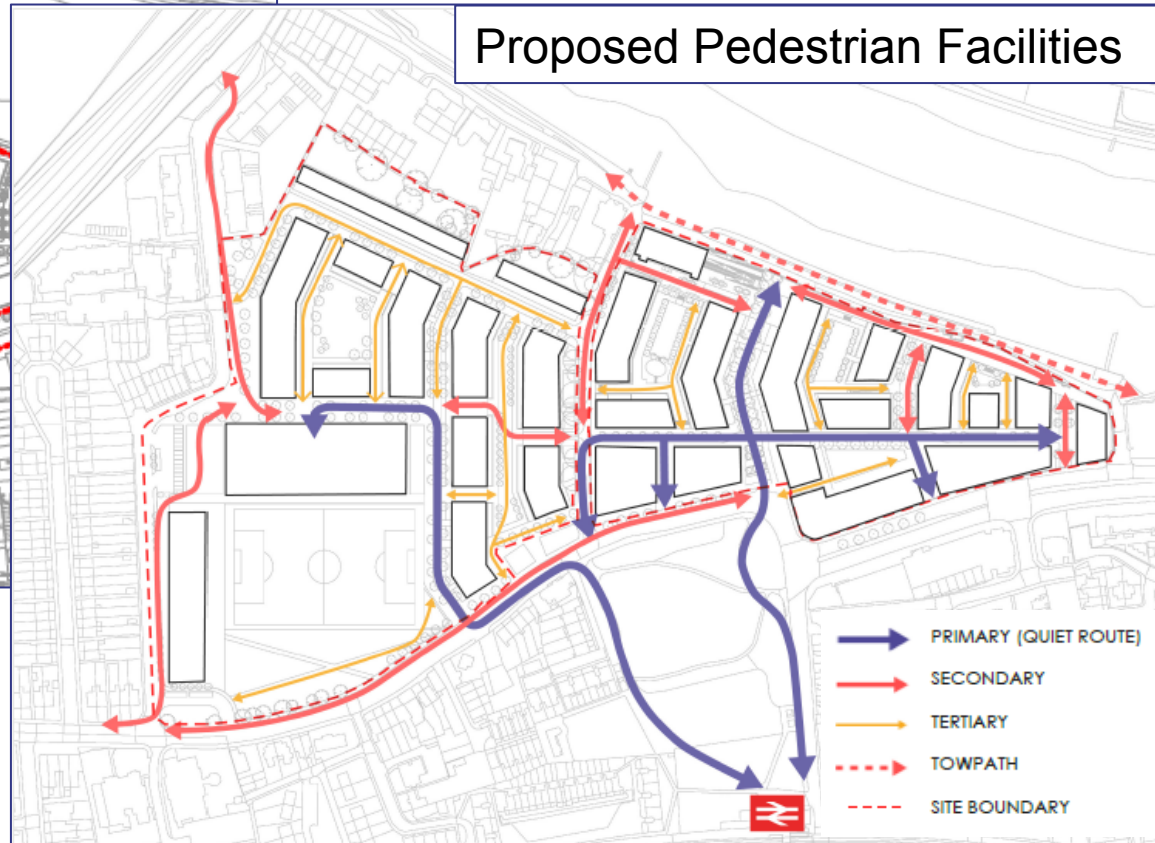 Proposed Pedestrian Facilities
PRIMARY (QUIET ROUTE)
SECONDARY
TERTIARY
TOWPATH
SITE BOUNDARY